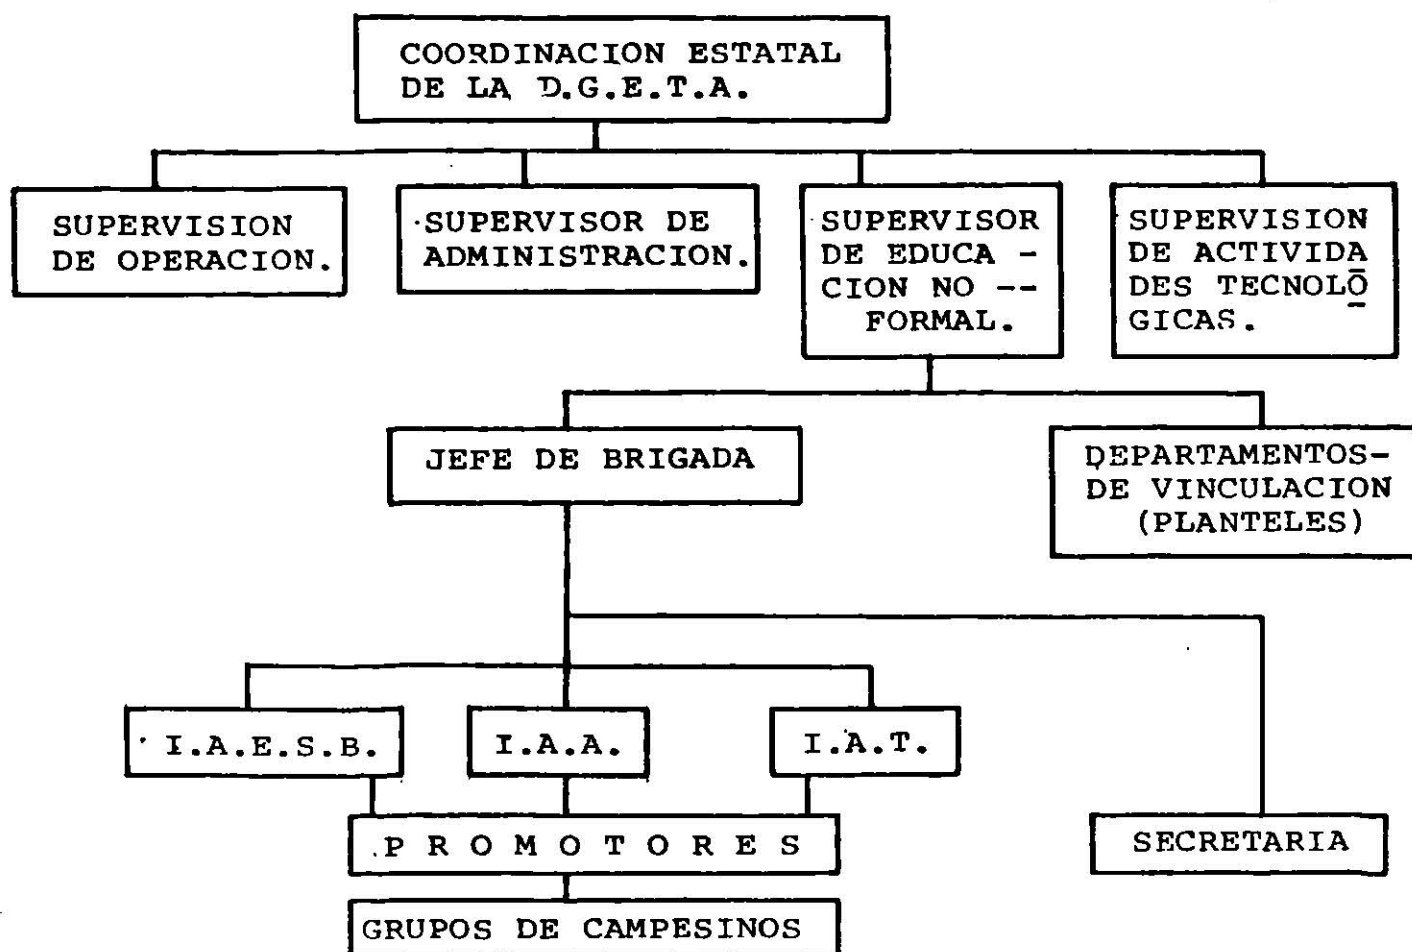 COORDINACION ESTATAL
DE LA D.G.E.T.A.
SUPERVISION
DE OPERACION.
SUPERVISOR DE
ADMINISTRACION.
SUPERVISOR
DE EDUCA -
CION NO --
FORMAL.
SUPERVISION
DE ACTIVIDA
DES TECNOLÓ
GICAS.
JEFE DE BRIGADA
DEPARTAMENTOS-
DE VINCULACION
(PLANTELES)
I.A.E.S.B.
I.A.A.
I.A.T.
P R O M O T O R E S
SECRETARIA
GRUPOS DE CAMPESINOS